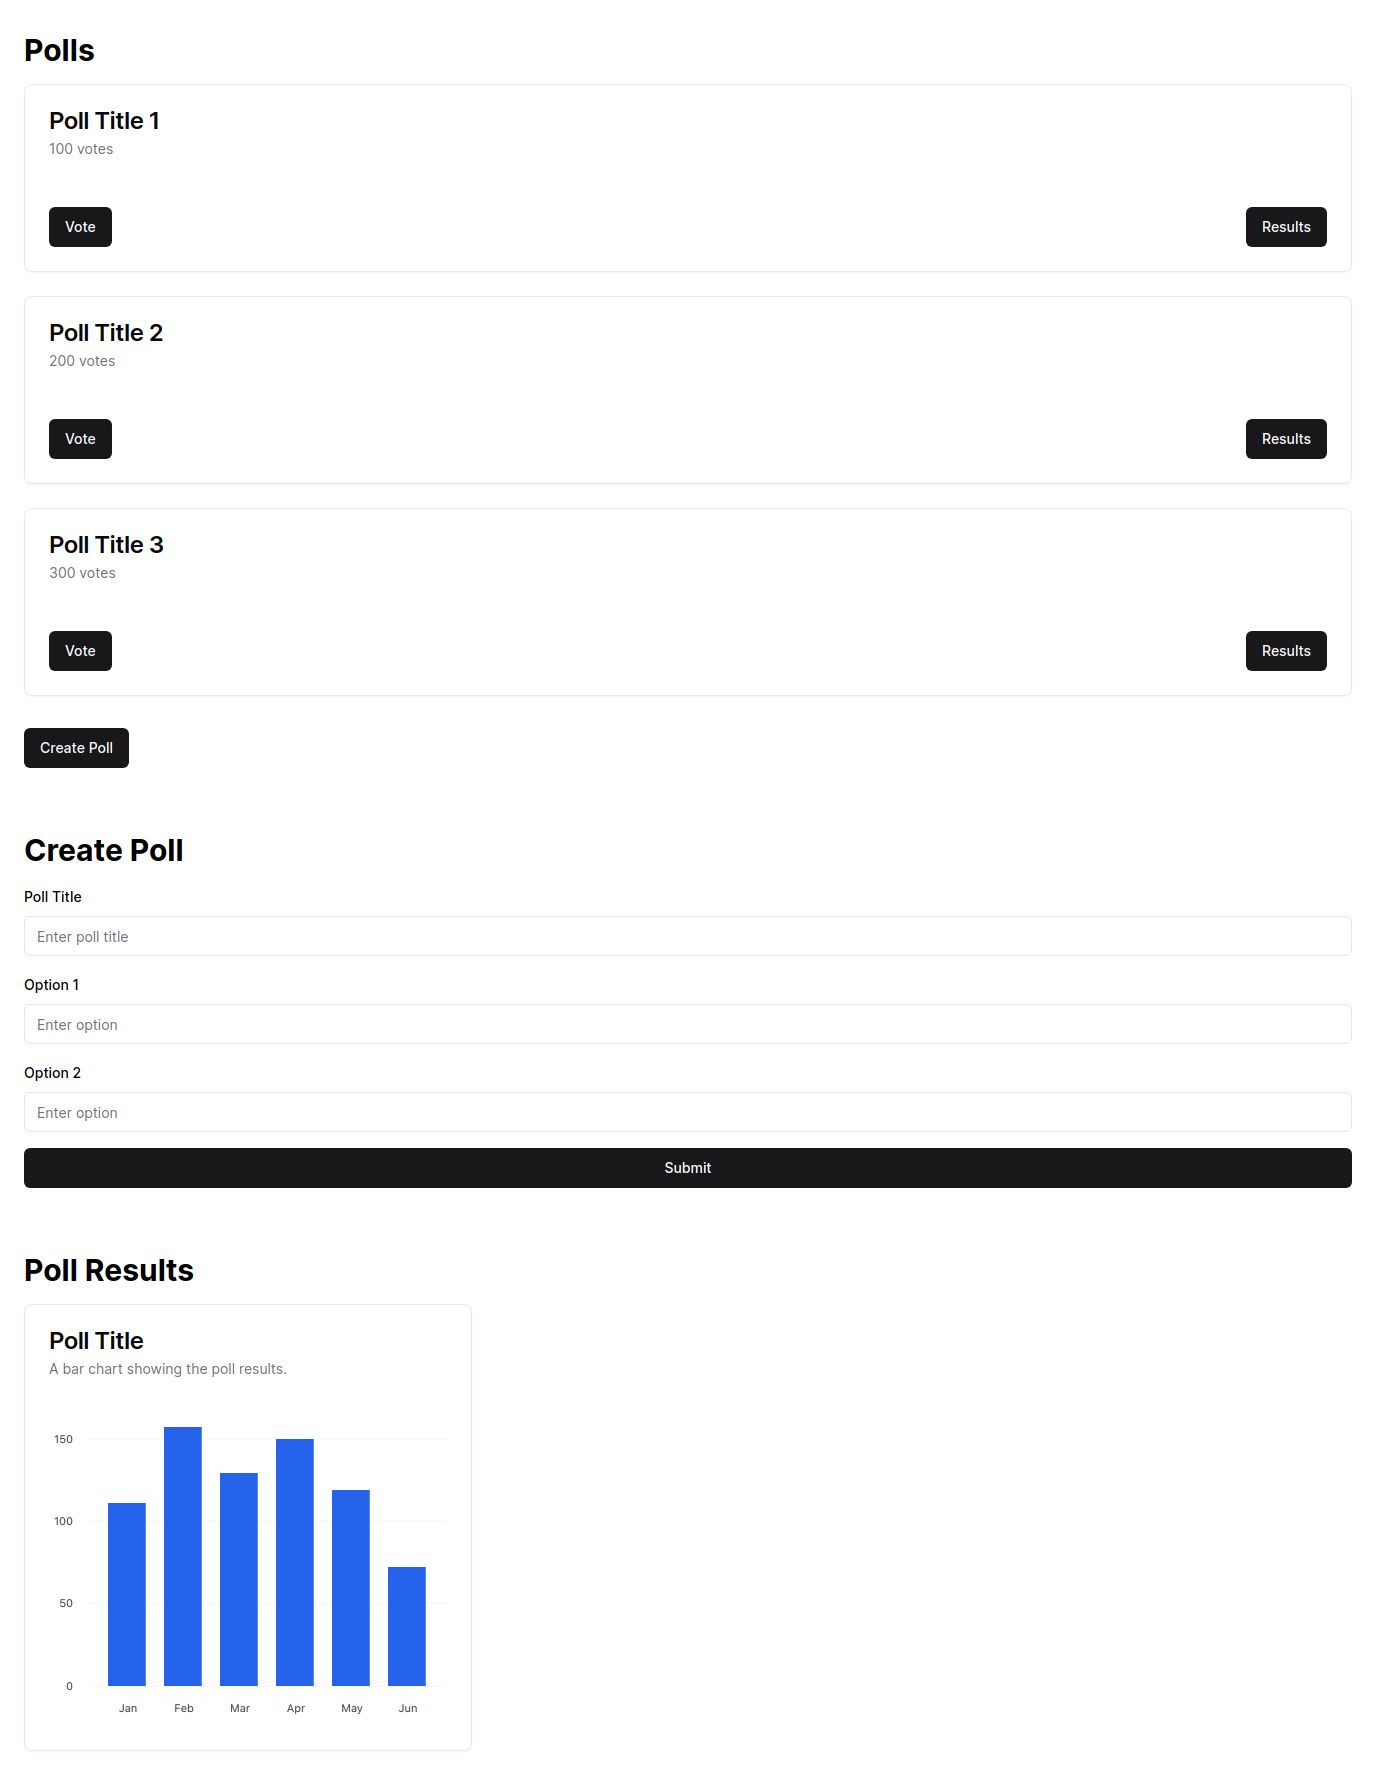 Polls
Poll Title 1
100 votes
Vote
Results
Poll Title 2
200 votes
Vote
Results
Poll Title 3
300 votes
Vote
Results
Create Poll
Create Poll
Poll Title
Enter poll title
Option 1
Enter option
Option 2
Enter option
Submit
Poll Results
Poll Title
A bar chart showing the poll results.
150
100
50
0
Jan Feb Mar Apr May Jun